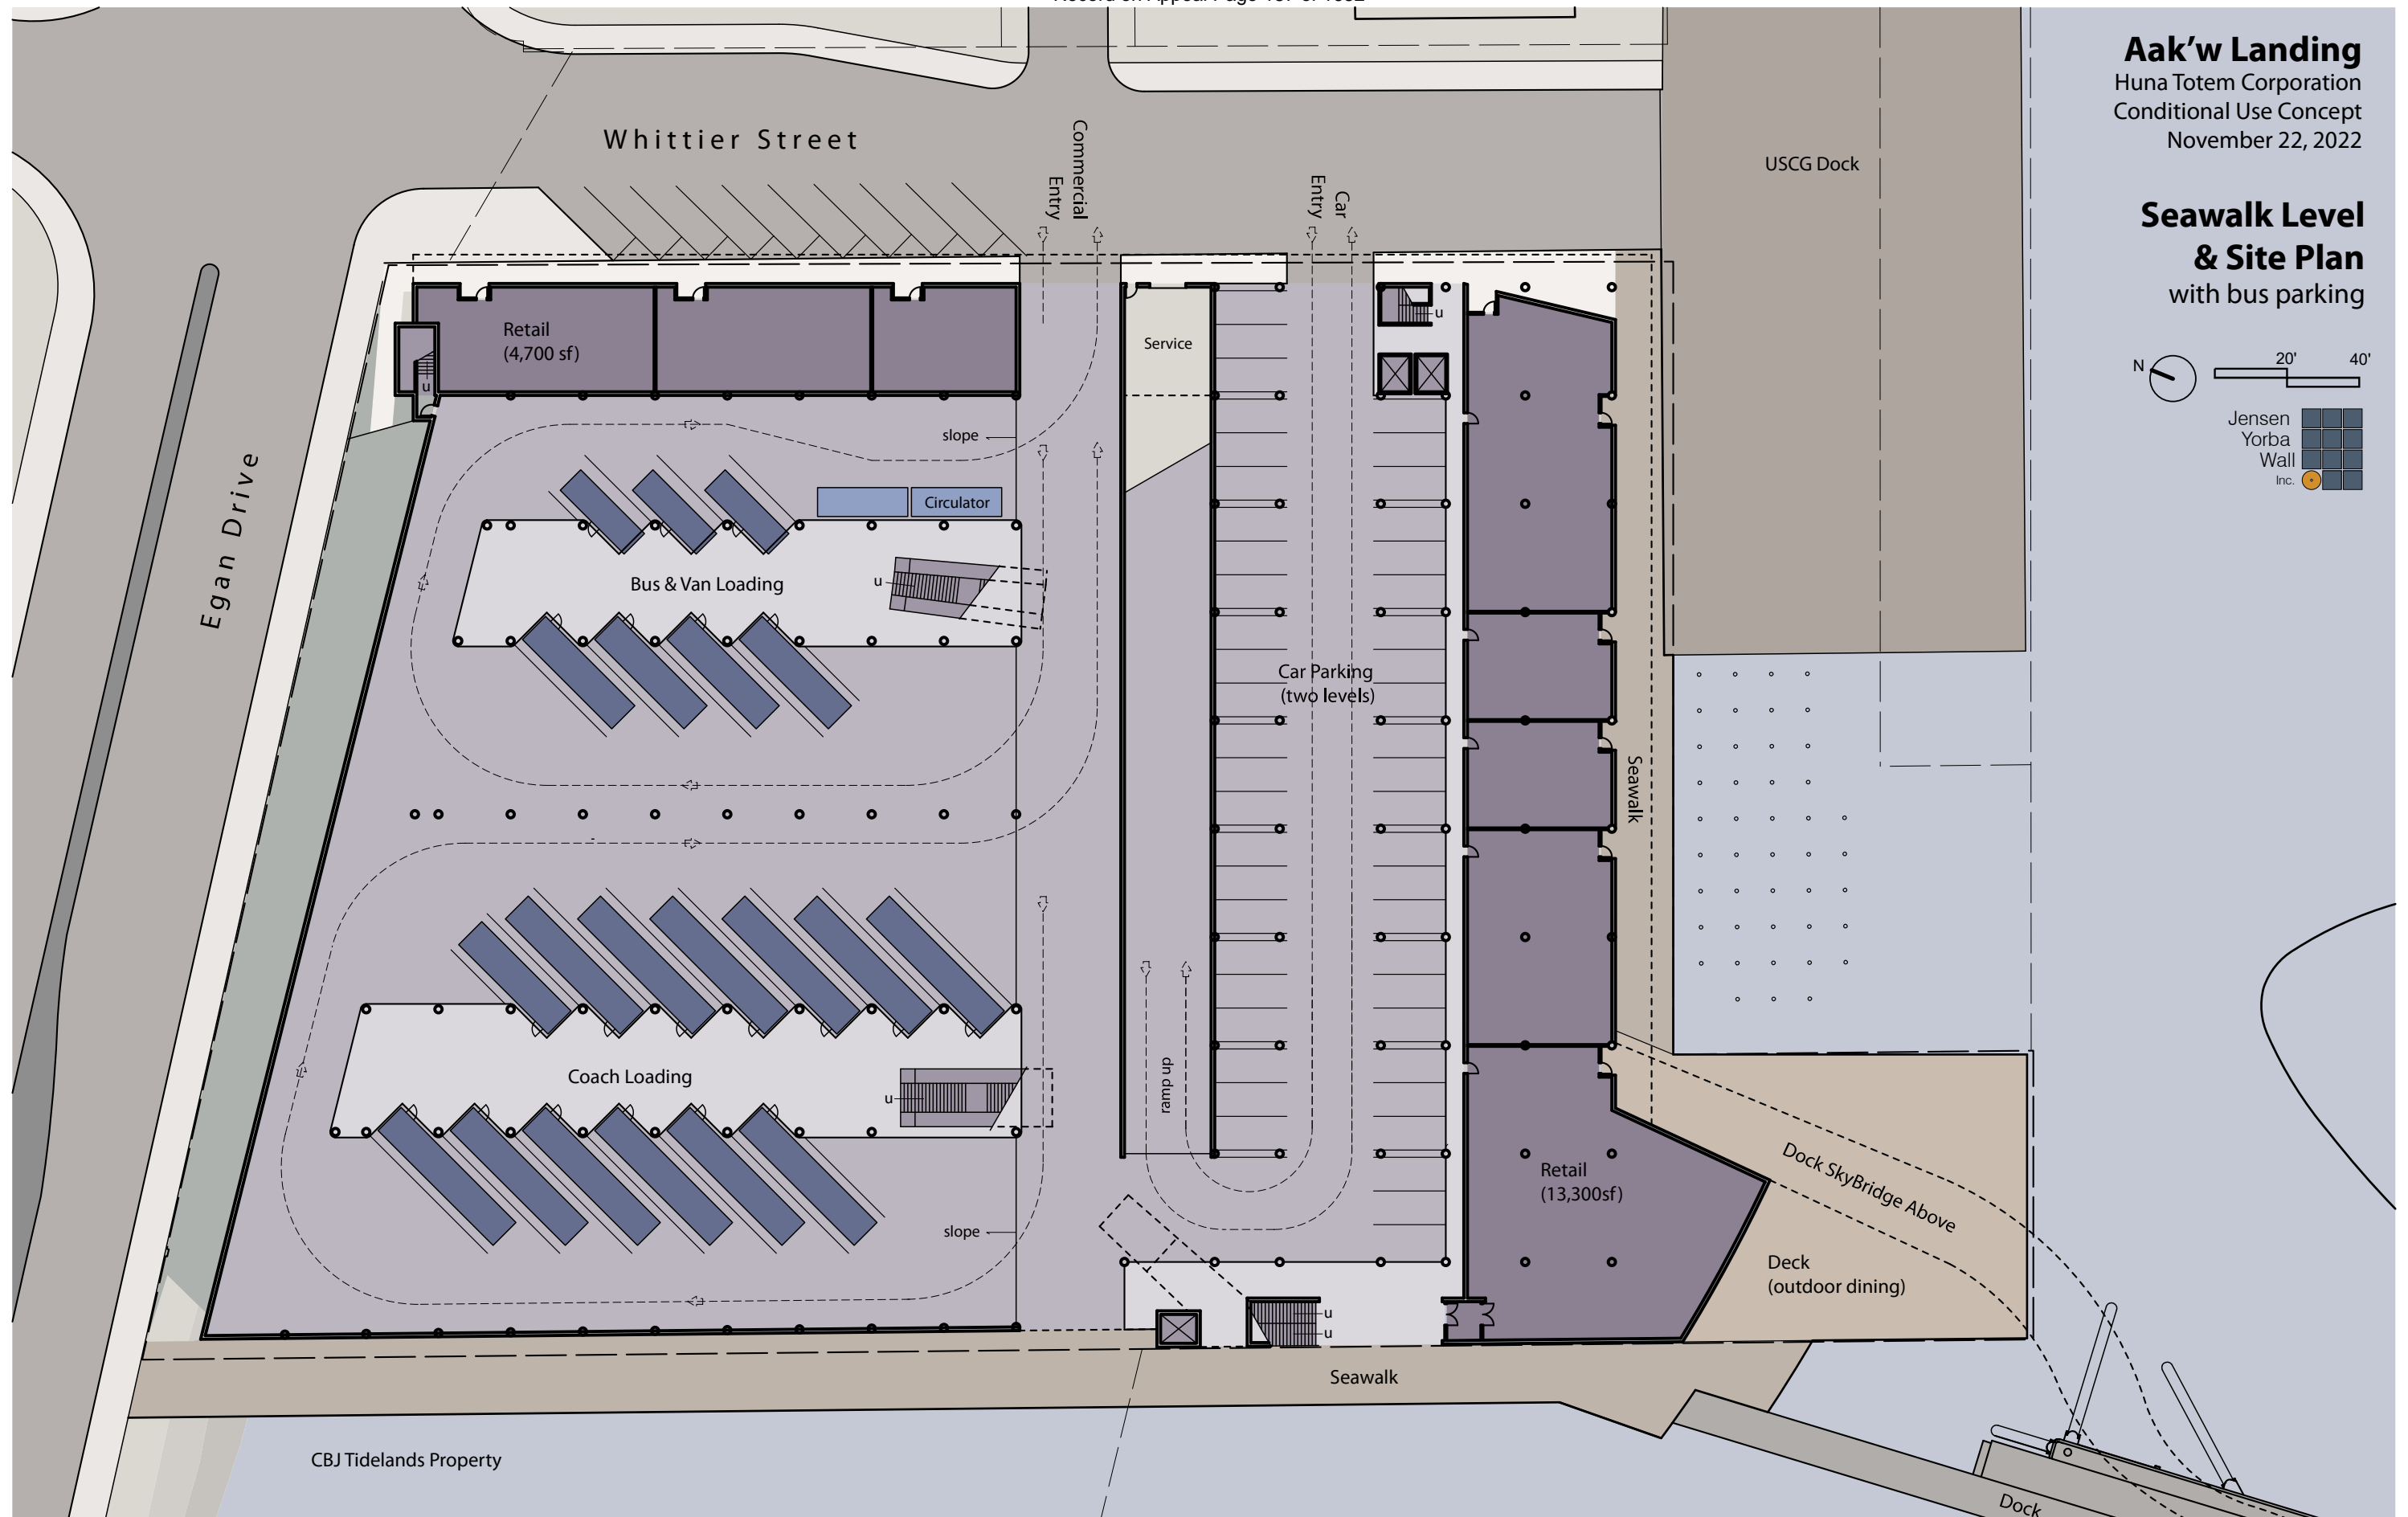 Aak’w Landing
Huna Totem Corporation
Conditional Use Concept
November 22, 2022
Seawalk Level
& Site Plan
with bus parking
N
20'
40'
Jensen
Yorba
Wall
Inc.
USCG Dock
Whittier Street
Commercial
Entry
Car
Entry
Egan Drive
Retail
(4,700 sf)
u
Service
u
slope
Circulator
Bus & Van Loading
u
Car Parking
(two levels)
Seawalk
Coach Loading
u
ramp up
slope
Retail
(13,300sf)
Dock SkyBridge Above
Deck
(outdoor dining)
u
u
Seawalk
CBJ Tidelands Property
Dock